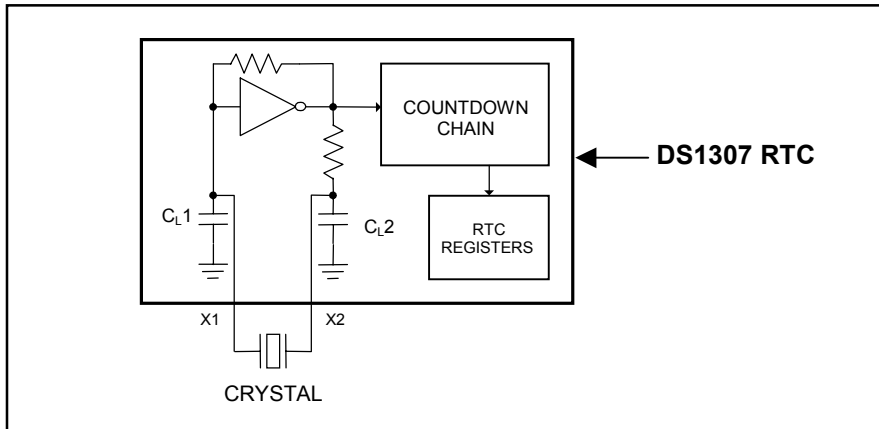 COUNTDOWN
CHAIN
DS1307 RTC
CL1
CL2
RTC
REGISTERS
X1
X2
CRYSTAL